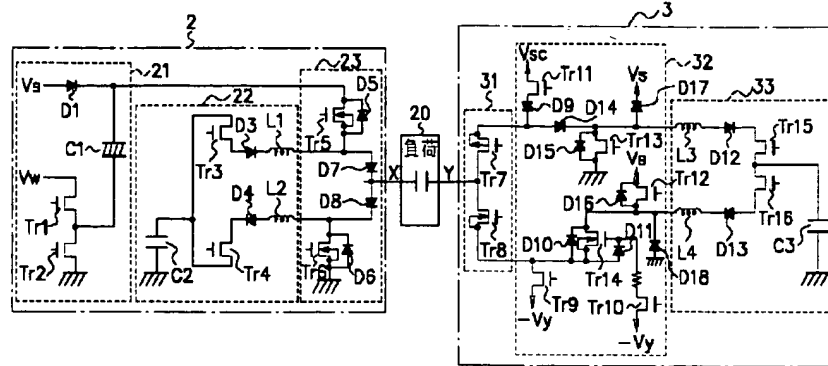 2
3
21
22
23
20
31
32
33
Vs
D1
C1
Vw
Tr1
Tr2
C2
Tr3
D3
L1
D4
L2
Tr4
Tr5
D5
D7
D8
Tr6
D6
X
負荷
Y
Vsc
Tr11
D9
D14
Vs
D17
Tr7
D15
Tr13
Vs
Tr12
D16
Tr8
D10
D11
Tr14
D18
Tr9
-Vy
Tr10
-Vy
L3
D12
Tr15
Tr16
L4
D13
C3